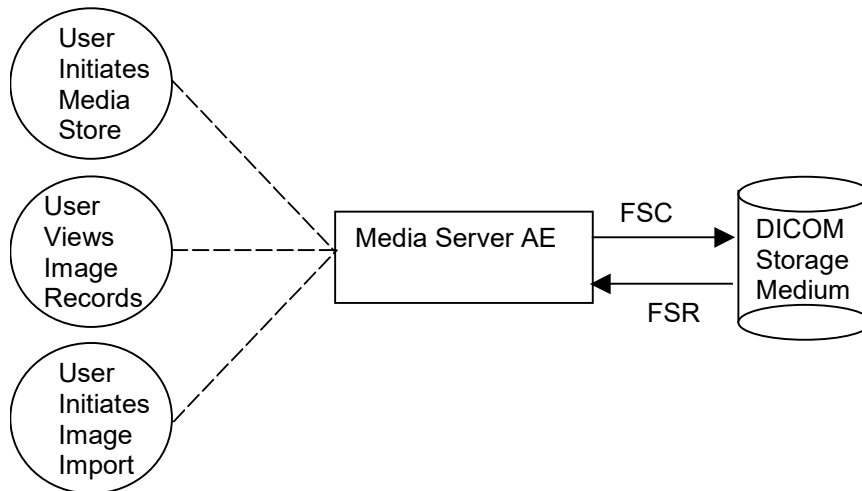 User
Initiates
Media
Store
User
Views
Image
Records
User
Initiates
Image
Import
Media Server AE
FSC
FSR
DICOM
Storage
Medium